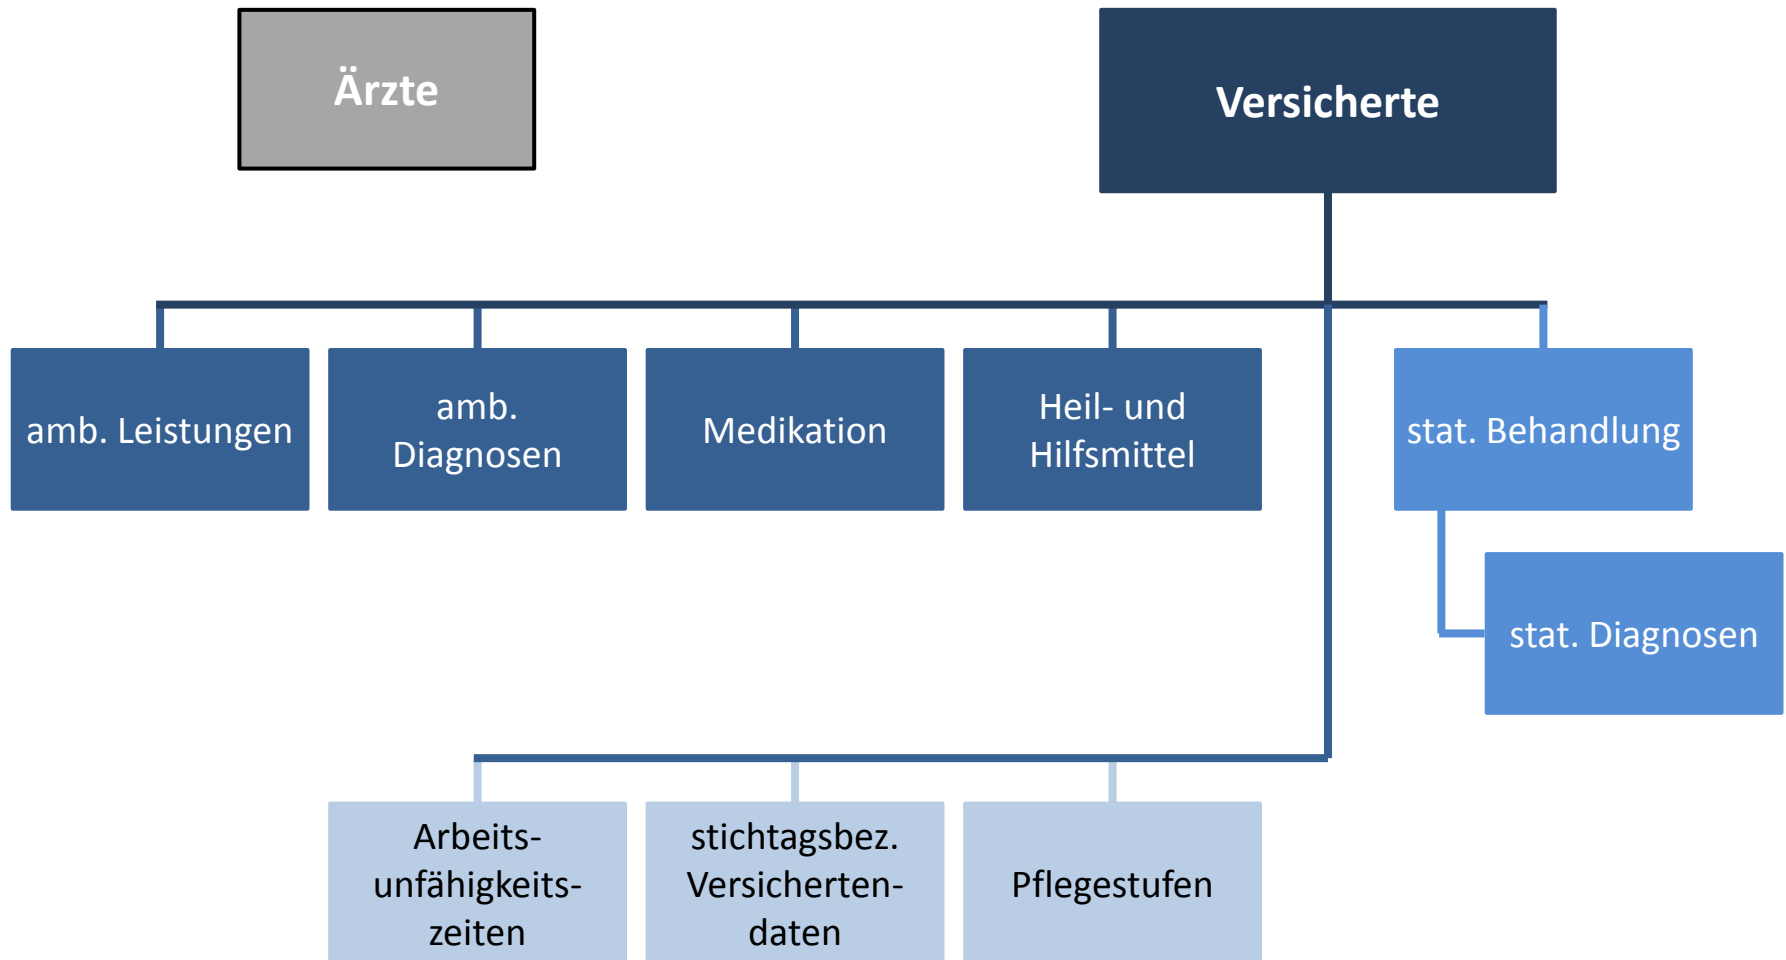 Ärzte
Versicherte
amb. Leistungen
amb.
Diagnosen
Medikation
Heil- und
Hilfsmittel
stat. Behandlung
stat. Diagnosen
Arbeits-
unfähigkeits-
zeiten
stichtagsbez.
Versicherten-
daten
Pflegestufen